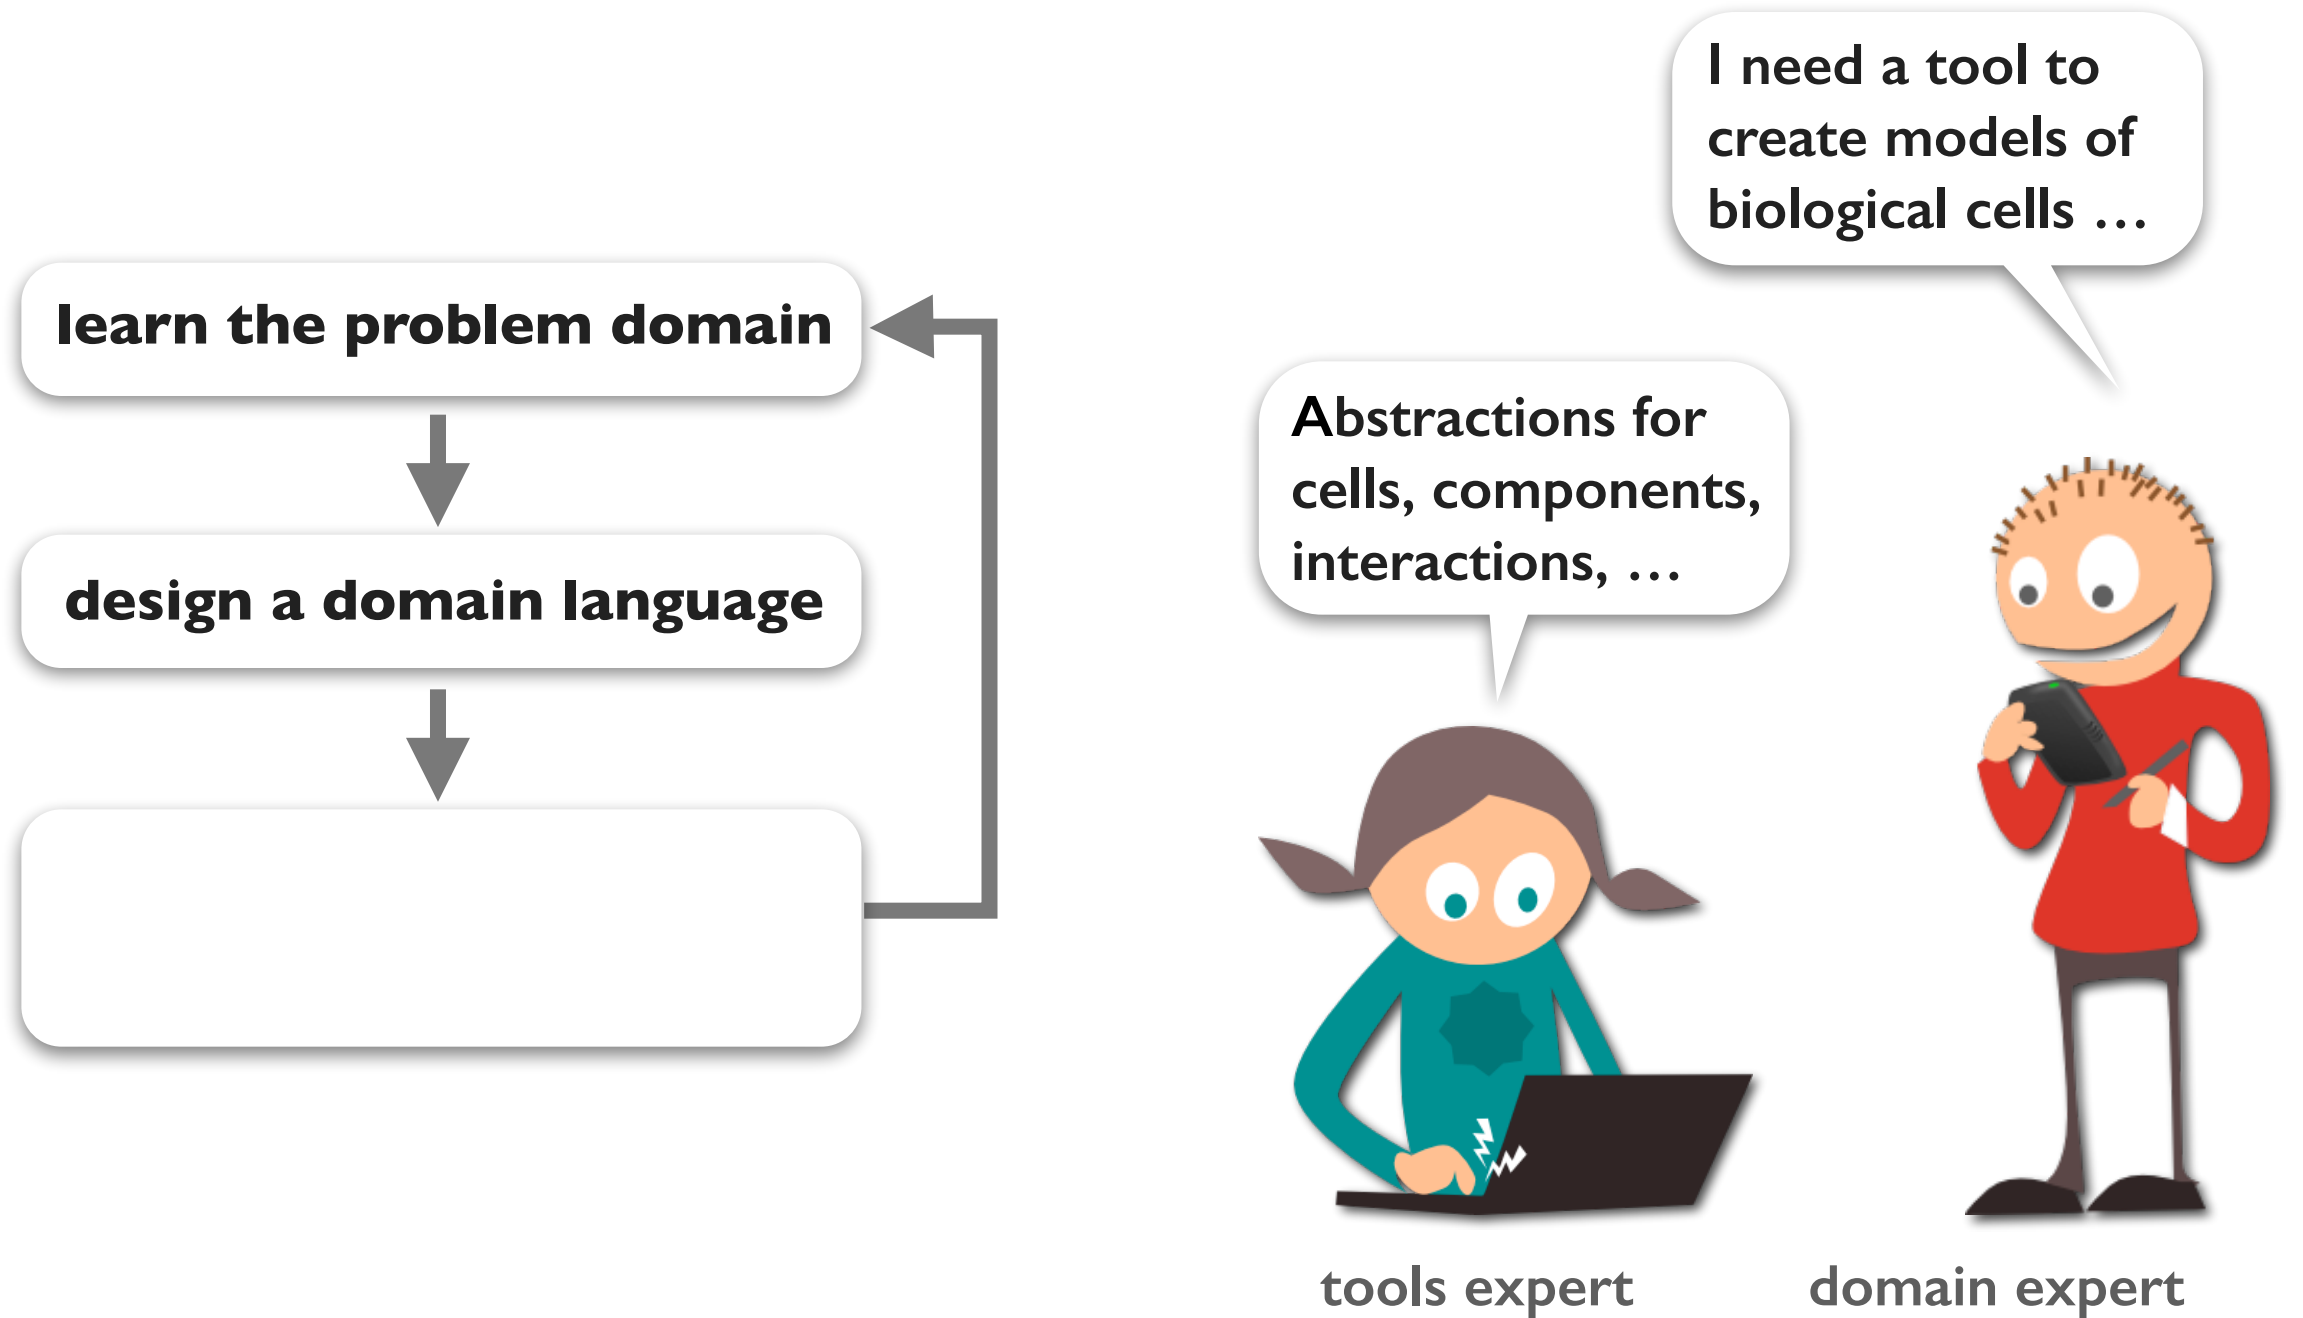 learn the problem domain
design a domain language
I need a tool to
create models of
biological cells …
Abstractions for
cells, components,
interactions, …
tools expert
domain expert